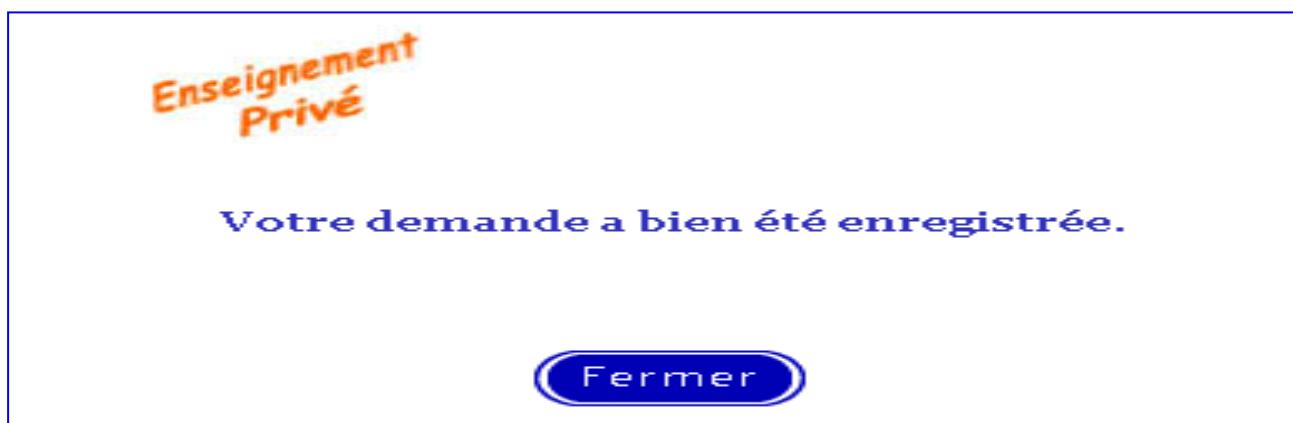 Enseignement
Privé
Votre demande a bien été enregistrée.
Fermer